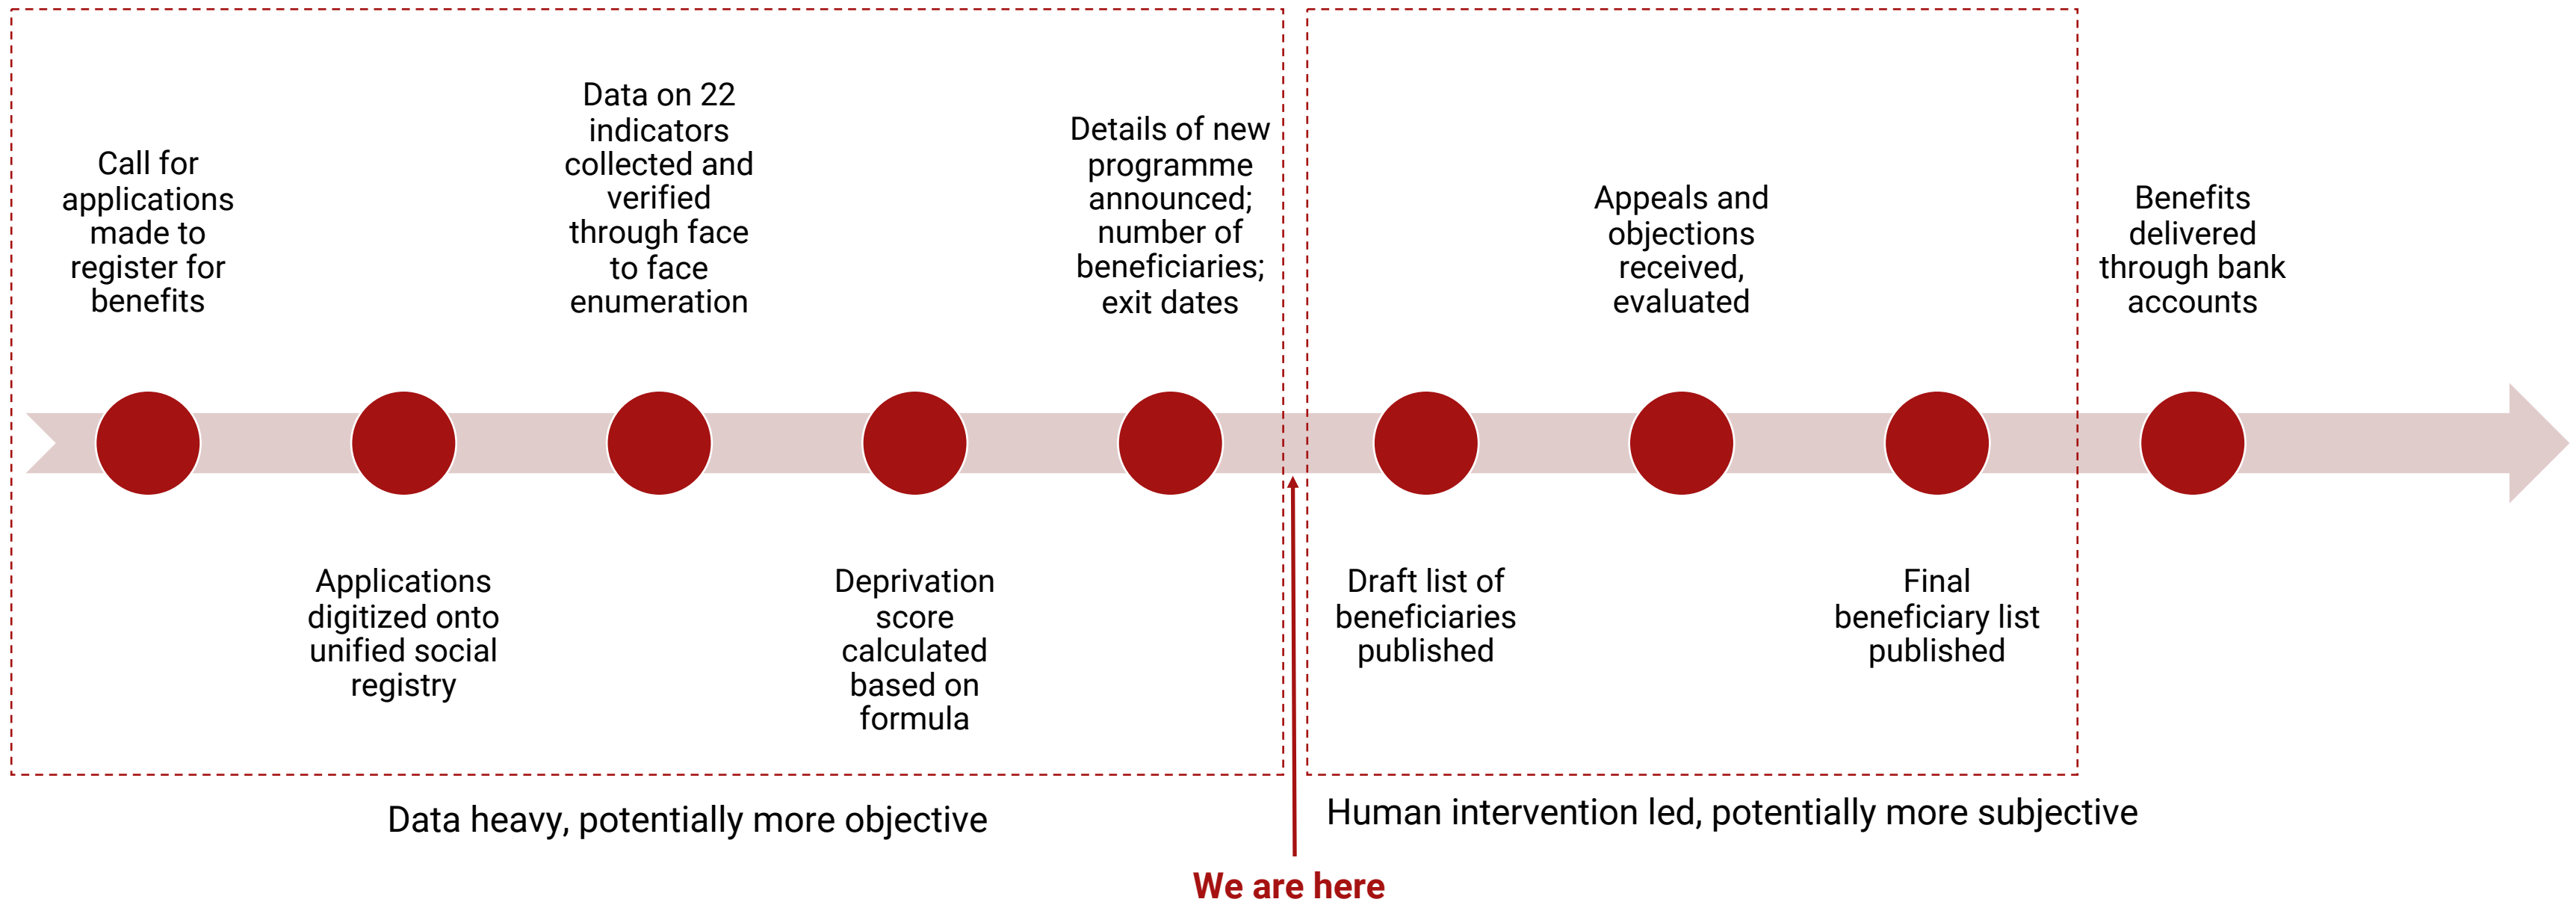 Call for
applications
made to
register for
benefits
Applications
digitized onto
unified social
registry
Data on 22
indicators
collected and
verified
through face
to face
enumeration
Deprivation
score
calculated
based on
formula
Details of new
programme
announced;
number of
beneficiaries;
exit dates
Draft list of
beneficiaries
published
Appeals and
objections
received,
evaluated
Final
beneficiary list
published
Benefits
delivered
through bank
accounts
Data heavy, potentially more objective
Human intervention led, potentially more subjective
We are here